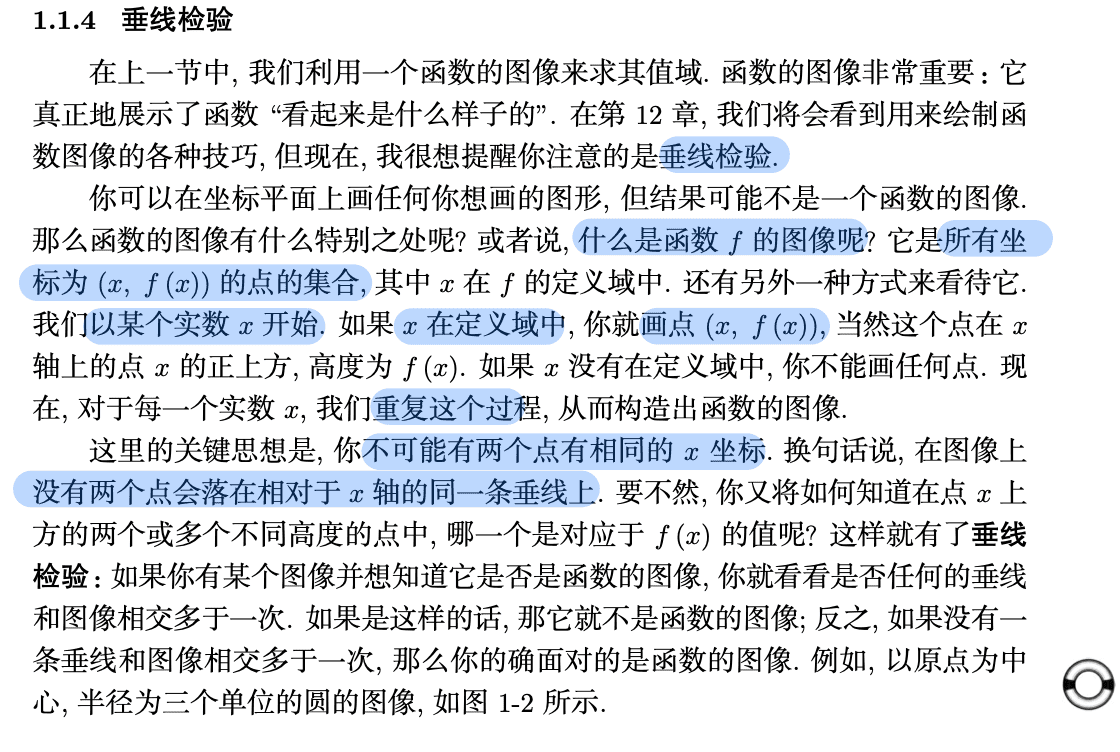 1.1.4 垂线检验
在上一节中, 我们利用一个函数的图像来求其值域. 函数的图像非常重要: 它
真正地展示了函数 “看起来是什么样子的”. 在第 12 章, 我们将会看到用来绘制函
数图像的各种技巧, 但现在, 我很想提醒你注意的是垂线检验.
你可以在坐标平面上画任何你想画的图形, 但结果可能不是一个函数的图像.
那么函数的图像有什么特别之处呢? 或者说, 什么是函数 f 的图像呢? 它是所有坐
标为 (x, f (x)) 的点的集合, 其中 x 在 f 的定义域中. 还有另外一种方式来看待它.
我们以某个实数 x 开始. 如果 x 在定义域中, 你就画点 (x, f (x)), 当然这个点在 x
轴上的点 x 的正上方, 高度为 f (x). 如果 x 没有在定义域中, 你不能画任何点. 现
在, 对于每一个实数 x, 我们重复这个过程, 从而构造出函数的图像.
这里的关键思想是, 你不可能有两个点有相同的 x 坐标. 换句话说, 在图像上
没有两个点会落在相对于 x 轴的同一条垂线上. 要不然, 你又将如何知道在点 x 上
方的两个或多个不同高度的点中, 哪一个是对应于 f (x) 的值呢? 这样就有了垂线
检验: 如果你有某个图像并想知道它是否是函数的图像, 你就看看是否任何的垂线
和图像相交多于一次. 如果是这样的话, 那它就不是函数的图像; 反之, 如果没有一
条垂线和图像相交多于一次, 那么你的确面对的是函数的图像. 例如, 以原点为中
心, 半径为三个单位的圆的图像, 如图 1-2 所示.